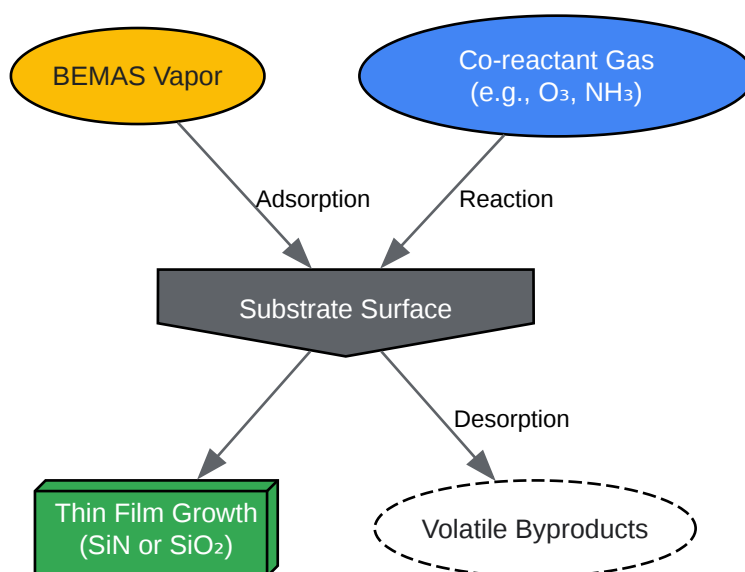 BEMAS Vapor
Co-reactant Gas
(e.g., O₃, NH₃)
Adsorption
Reaction
Substrate Surface
Desorption
Thin Film Growth
(SiN or SiO₂)
Volatile Byproducts